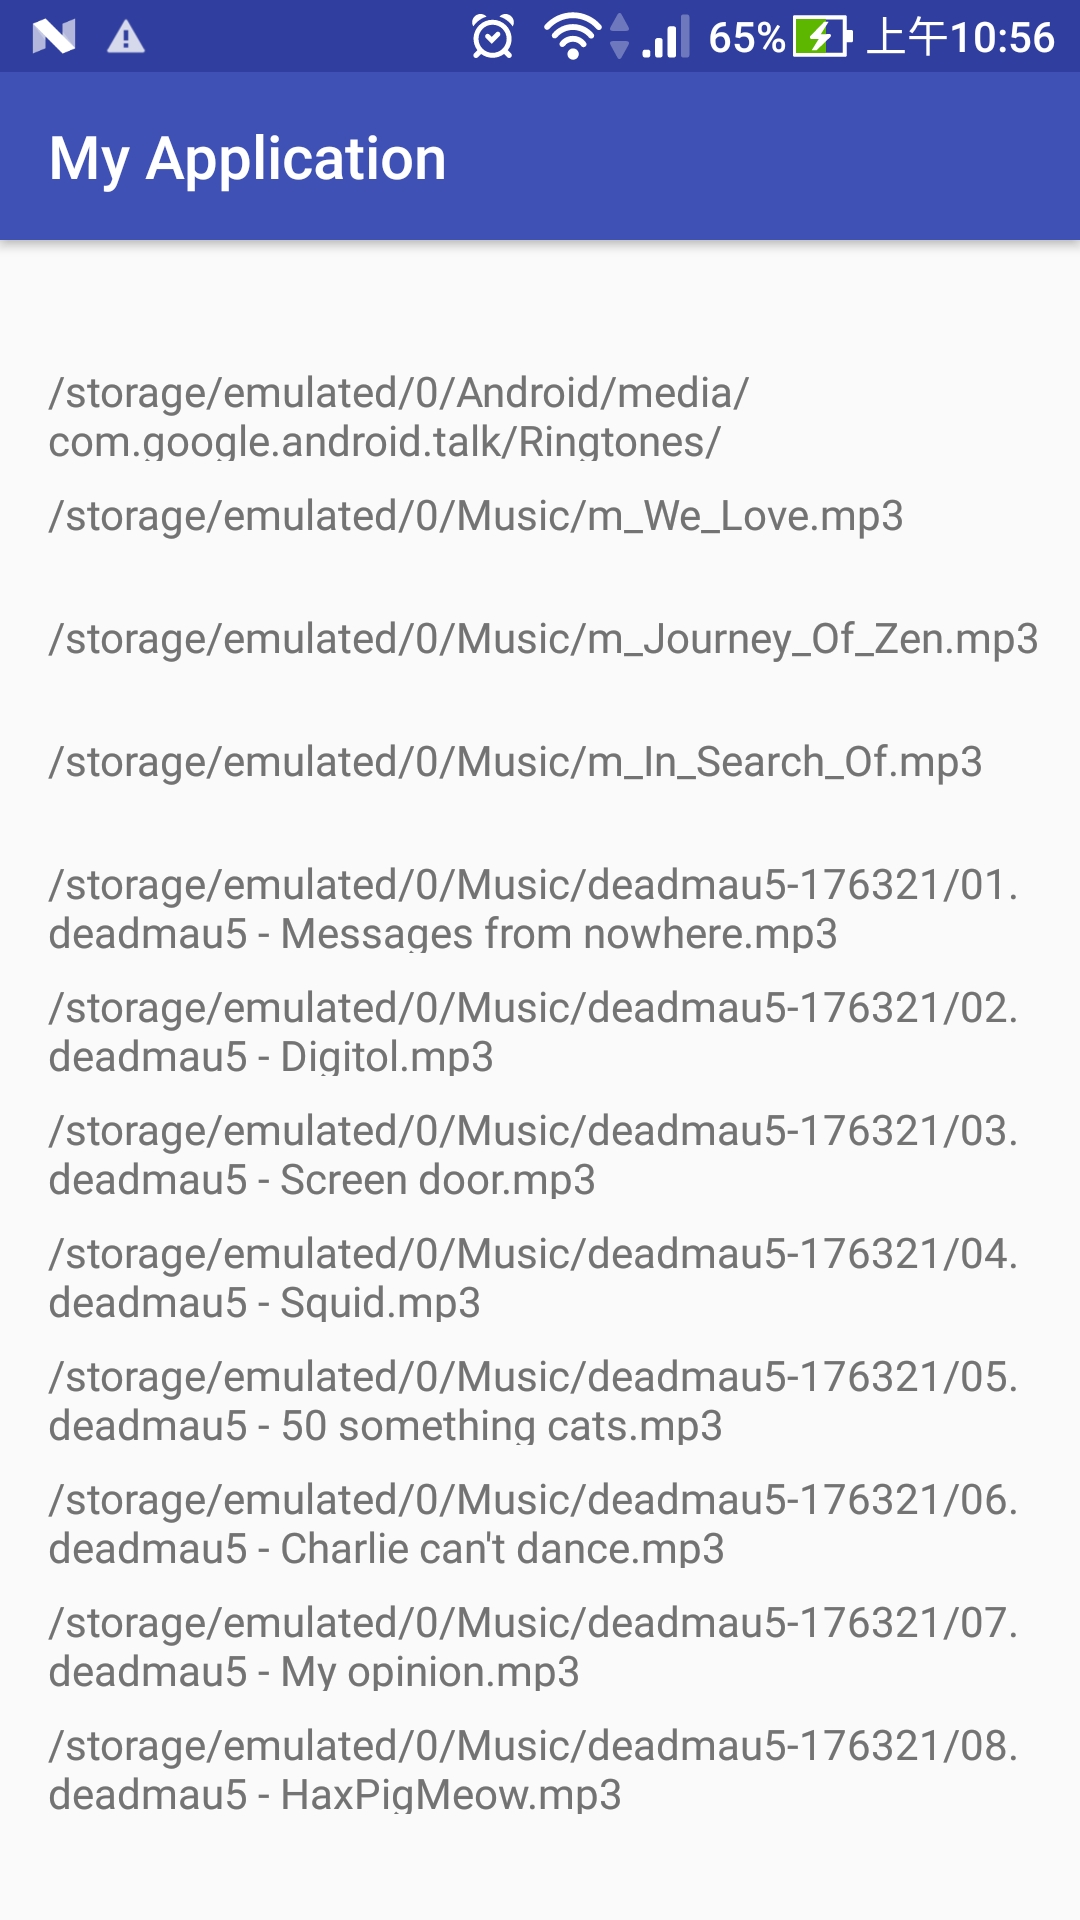 65% 上午10:56
My Application
/storage/emulated/0/Android/media/
com.google.android.talk/Ringtones/
/storage/emulated/0/Music/m_We_Love.mp3
/storage/emulated/0/Music/m_Journey_Of_Zen.mp3
/storage/emulated/0/Music/m_In_Search_Of.mp3
/storage/emulated/0/Music/deadmau5-176321/01.
deadmau5 - Messages from nowhere.mp3
/storage/emulated/0/Music/deadmau5-176321/02.
deadmau5 - Digitol.mp3
/storage/emulated/0/Music/deadmau5-176321/03.
deadmau5 - Screen door.mp3
/storage/emulated/0/Music/deadmau5-176321/04.
deadmau5 - Squid.mp3
/storage/emulated/0/Music/deadmau5-176321/05.
deadmau5 - 50 something cats.mp3
/storage/emulated/0/Music/deadmau5-176321/06.
deadmau5 - Charlie can't dance.mp3
/storage/emulated/0/Music/deadmau5-176321/07.
deadmau5 - My opinion.mp3
/storage/emulated/0/Music/deadmau5-176321/08.
deadmau5 - HaxPigMeow.mp3